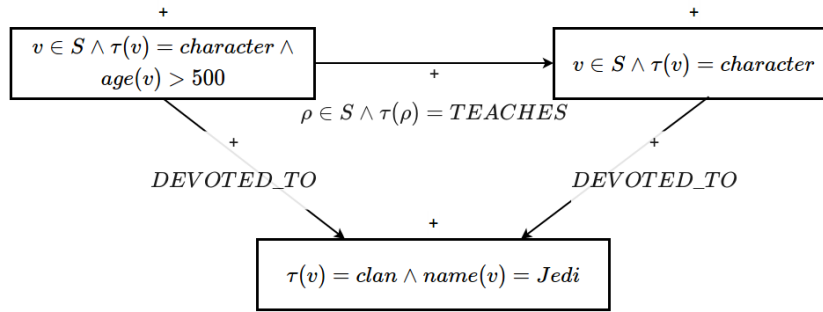 +
+
v ∈ S ∧ τ(v) = character ∧
age(v) > 500
v ∈ S ∧ τ(v) = character
+
ρ ∈ S ∧ τ(ρ) = TEACHES
+
+
DEVOTED_TO
DEVOTED_TO
+
τ(v) = clan ∧ name(v) = Jedi